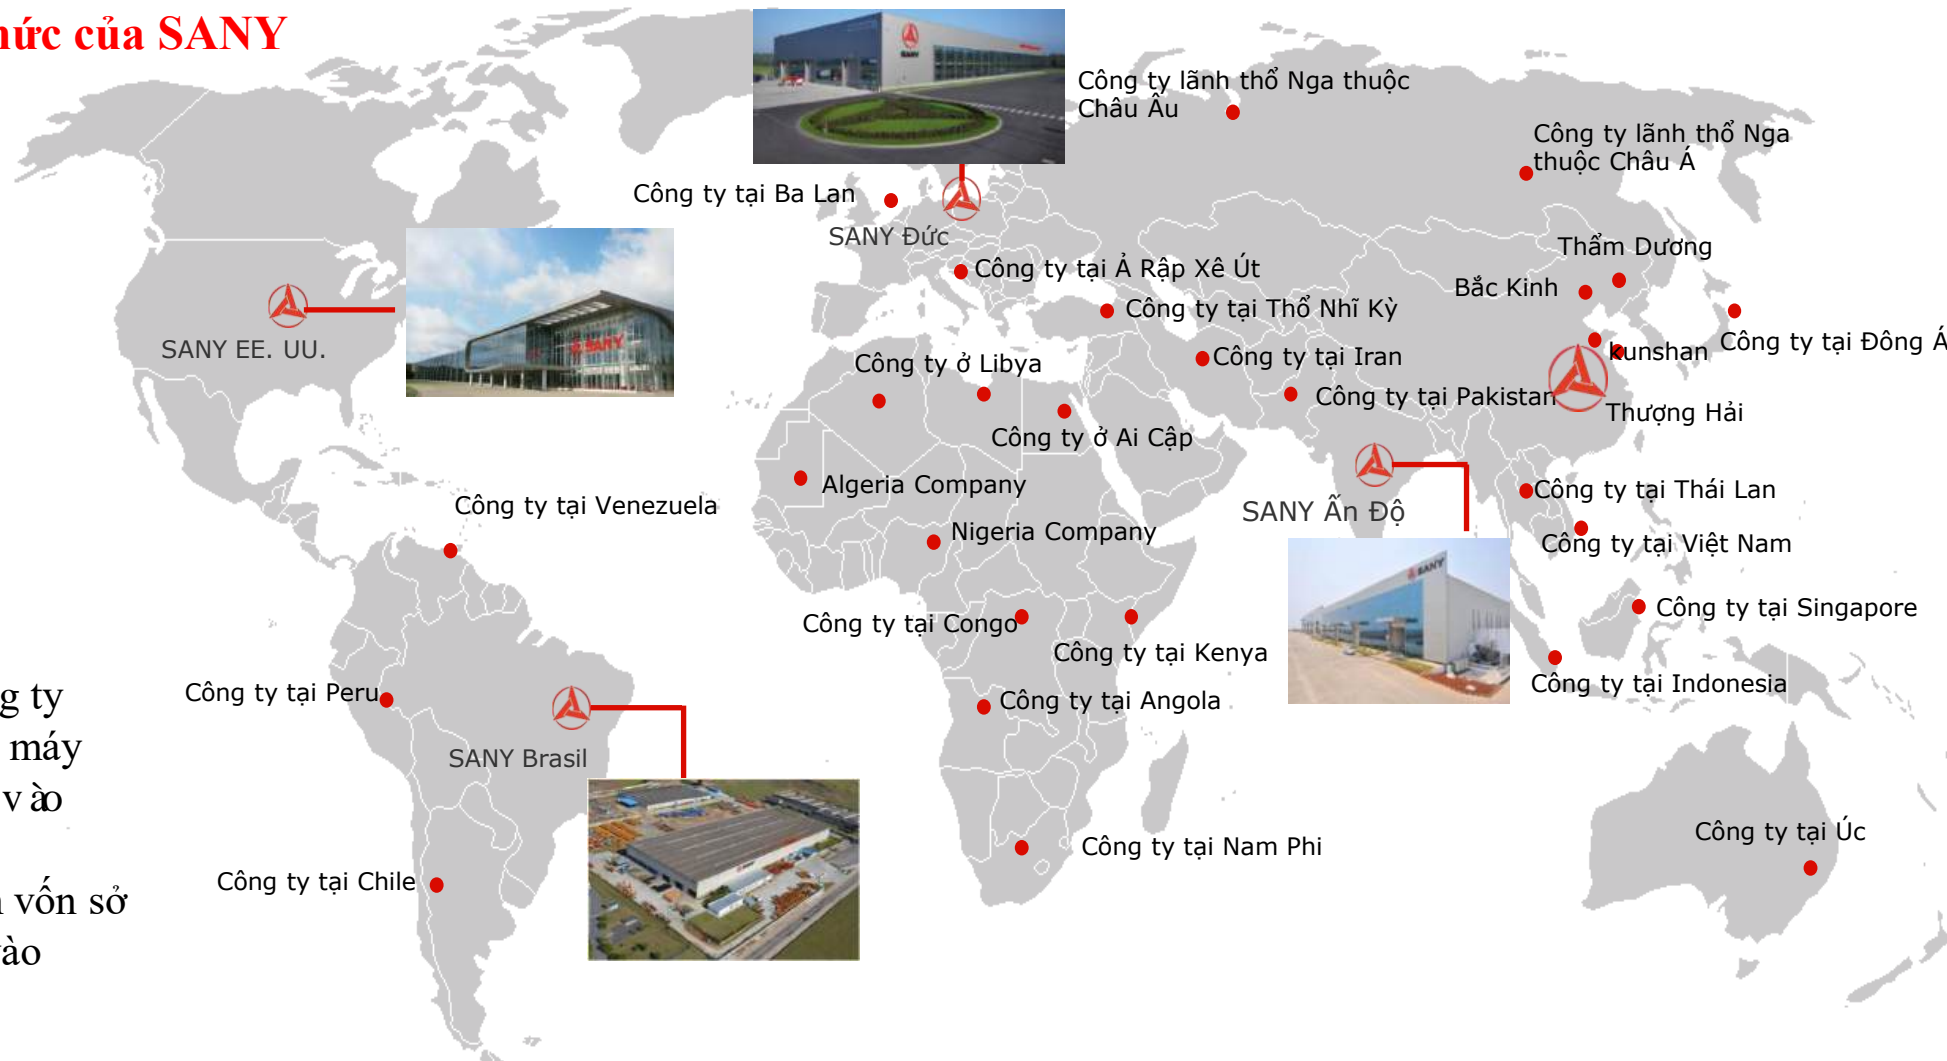 ức của SANY
Công ty lãnh thổ Nga thuộc
Châu Âu
Công ty lãnh thổ Nga
thuộc Châu Á
Công ty tại Ba Lan
SANY Đức
SANY
Thẩm Dương
Công ty tại Ả Rập Xê Út
Bắc Kinh
Công ty tại Thổ Nhĩ Kỳ
SANY EE. UU.
SANY
Công ty tại Đông Á
kunshan
Công ty ở Libya
Công ty tại Iran
Công ty tại Pakistan
Thượng Hải
Công ty ở Ai Cập
Algeria Company
Công ty tại Thái Lan
Công ty tại Venezuela
SANY Ấn Độ
Nigeria Company
Công ty tại Việt Nam
SANY
Công ty tại Singapore
Công ty tại Congo
Công ty tại Kenya
Công ty tại Indonesia
Công ty tại Peru
Công ty tại Angola
g ty
máy
vào
SANY Brasil
Công ty tại Úc
Công ty tại Nam Phi
Công ty tại Chile
vốn sở
ào